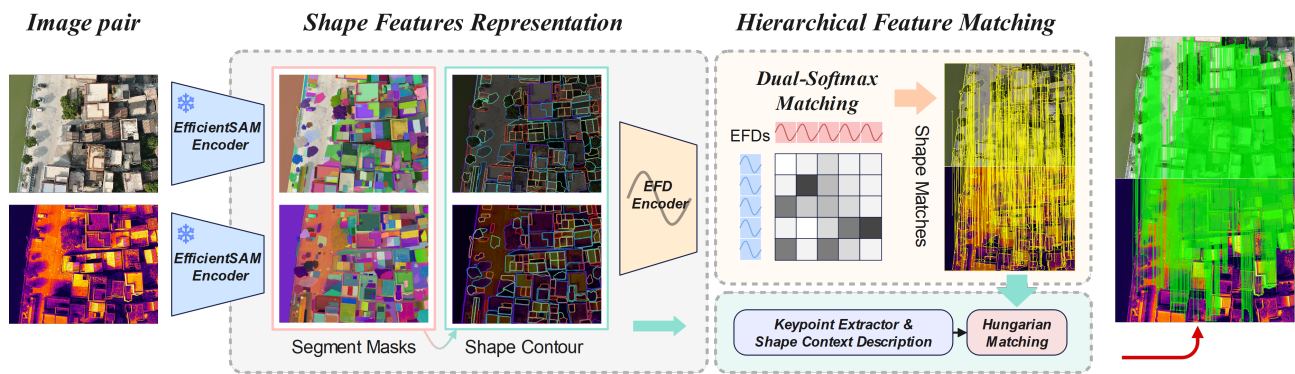 Image pair
Shape Features Representation
Hierarchical Feature Matching
EfficientSAM
Encoder
EfficientSAM
Encoder
Segment Masks
Shape Contour
EFD
Encoder
Dual-Softmax
Matching
EFDs
Shape Matches
Keypoint Extractor &
Shape Context Description
Hungarian
Matching